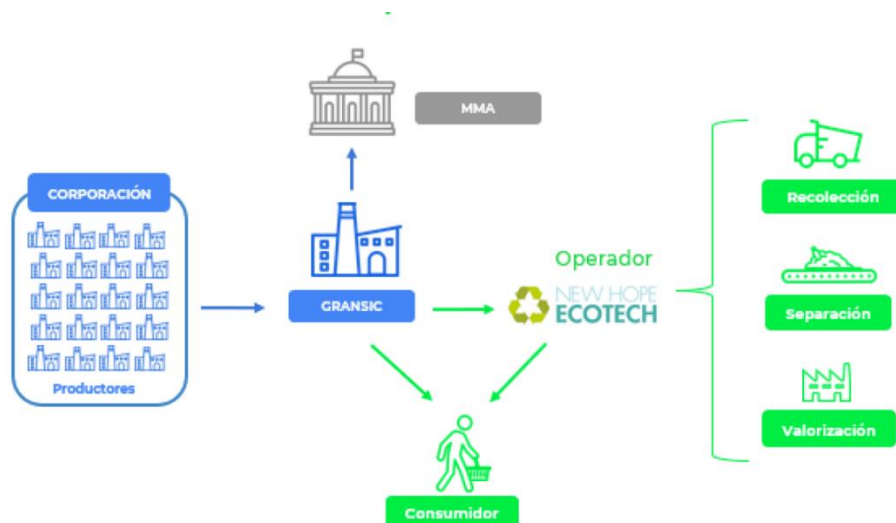 MMA
CORPORACIÓN
Productores
GRANSIC
Operador
NEW HOPE
ECOTECH
Recolección
Separación
Valorización
Consumidor